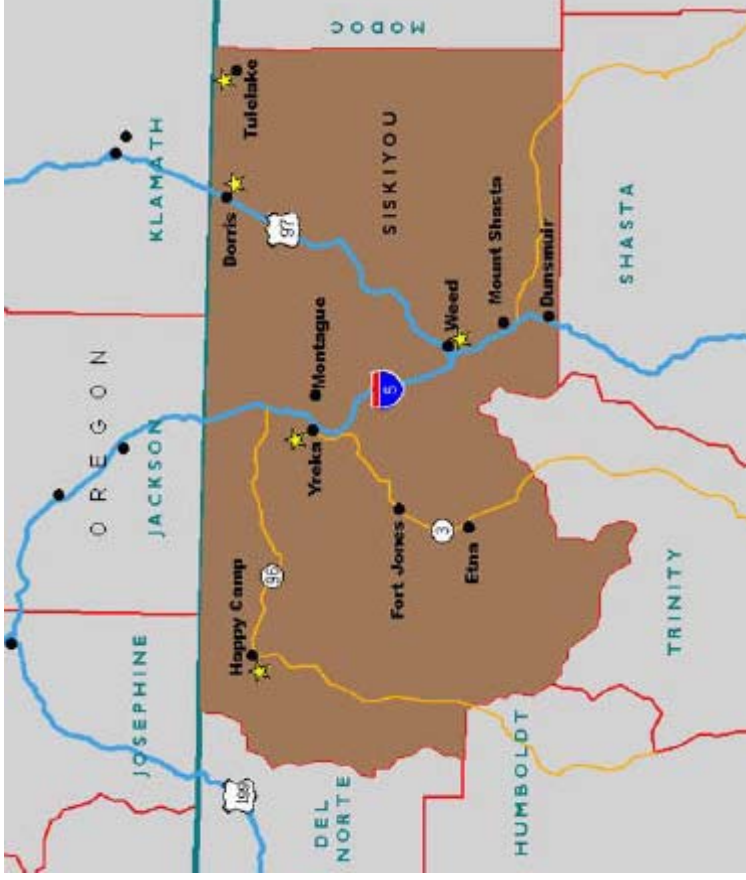 OREGON
JOSEPHINE
JACKSON
KLAMATH
199
Happy Camp
Dorris
Tulelake
96
97
Yreka
Montague
DEL
NORTE
MODOC
SISKIYOU
5
Fort Jones
3
Weed
Etna
Mount Shasta
HUMBOLDT
Dunsmuir
SHASTA
TRINITY